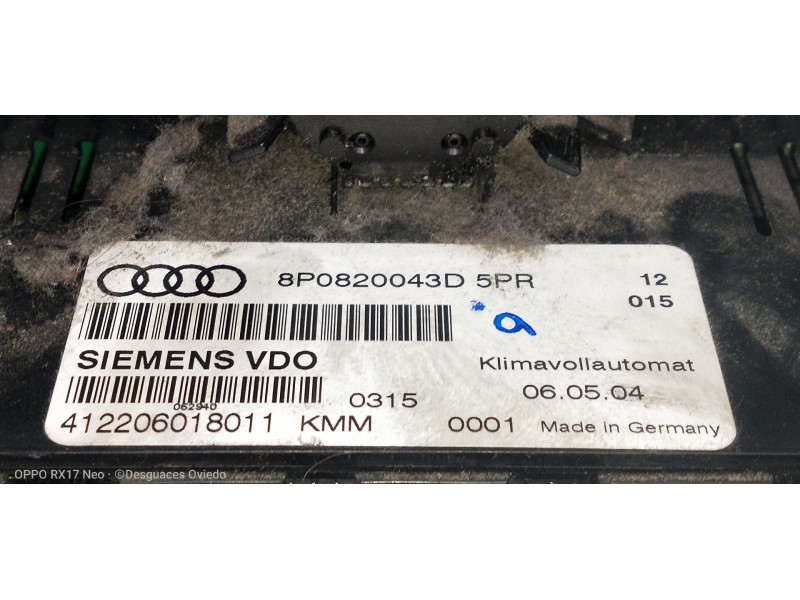 8P0820043D 5PR 12
015
9
SIEMENS VDO Klimavollautomat
062940 0315 06.05.04
412206018011 KMM 0001 Made in Germany
OPPO RX17 Neo · ©Desguaces Oviedo